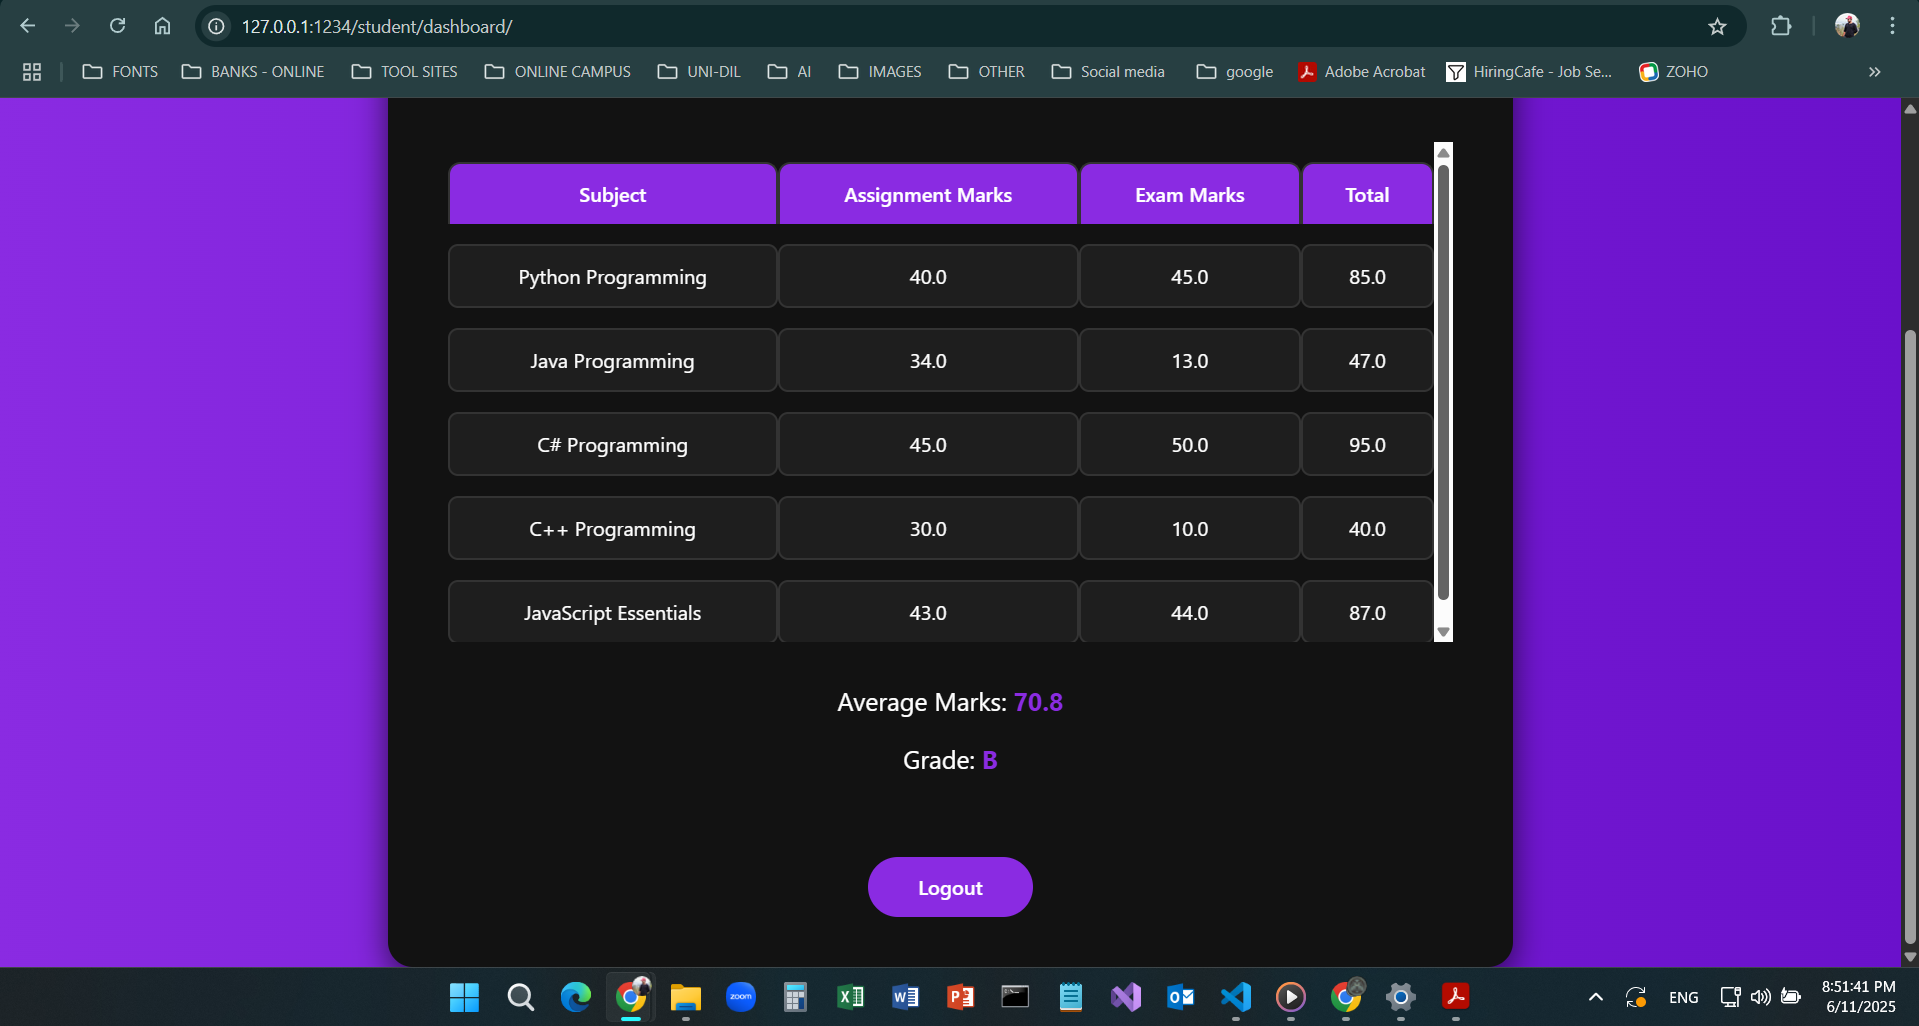 127.0.0.1:1234/student/dashboard/
FONTS BANKS - ONLINE TOOL SITES ONLINE CAMPUS UNI-DIL AI IMAGES OTHER Social media google Adobe Acrobat HiringCafe - Job Se... ZOHO
Subject Assignment Marks Exam Marks Total
Python Programming 40.0 45.0 85.0
Java Programming 34.0 13.0 47.0
C# Programming 45.0 50.0 95.0
C++ Programming 30.0 10.0 40.0
JavaScript Essentials 43.0 44.0 87.0
Average Marks: 70.8
Grade: B
Logout
zoom
ENG
8:51:41 PM
6/11/2025